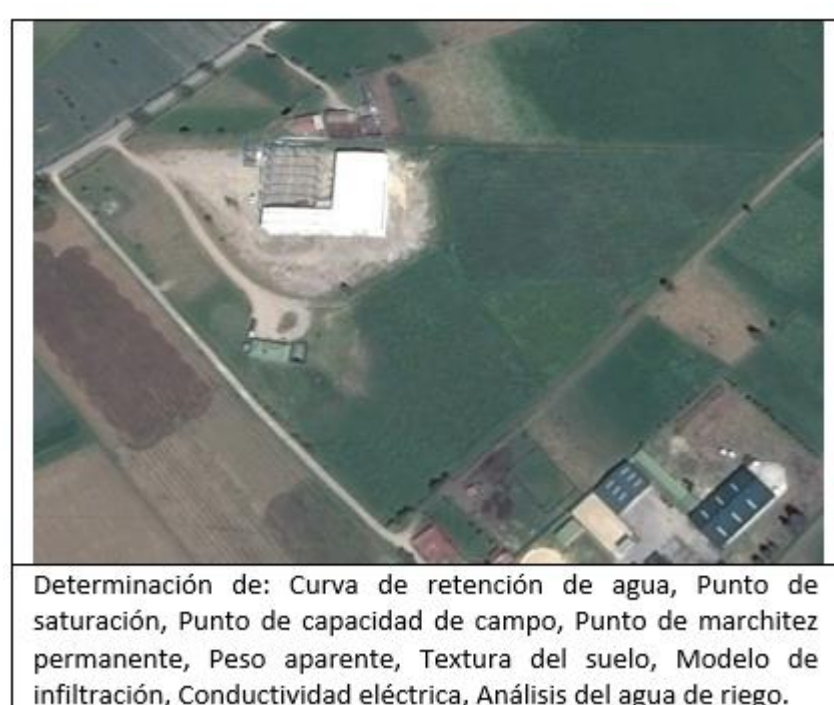 Determinación de: Curva de retención de agua, Punto de
saturación, Punto de capacidad de campo, Punto de marchitez
permanente, Peso aparente, Textura del suelo, Modelo de
infiltración, Conductividad eléctrica, Análisis del agua de riego.